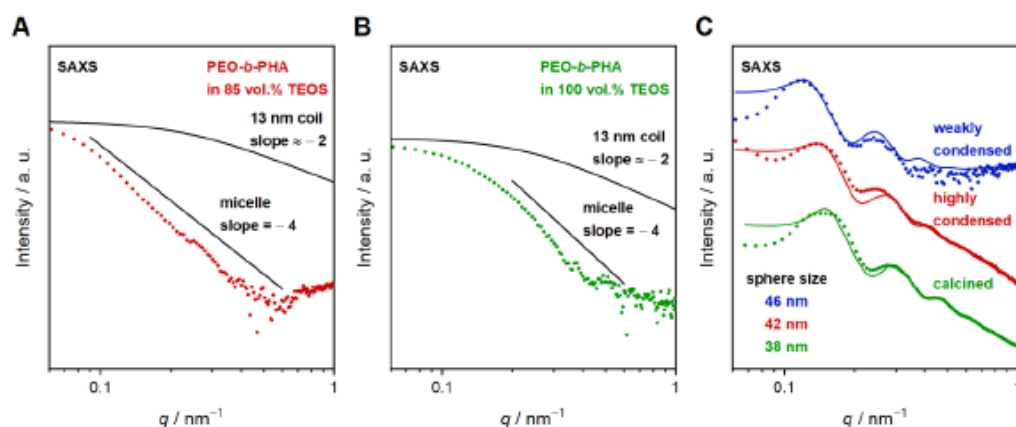 A
SAXS
PEO-b-PHA
in 85 vol.% TEOS
13 nm coil
slope ≈ − 2
micelle
slope = − 4
Intensity / a. u.
0.1
1
q / nm⁻¹
B
SAXS
PEO-b-PHA
in 100 vol.% TEOS
13 nm coil
slope ≈ − 2
micelle
slope = − 4
Intensity / a. u.
0.1
1
q / nm⁻¹
C
SAXS
weakly
condensed
highly
condensed
calcined
sphere size
46 nm
42 nm
38 nm
Intensity / a. u.
0.1
1
q / nm⁻¹